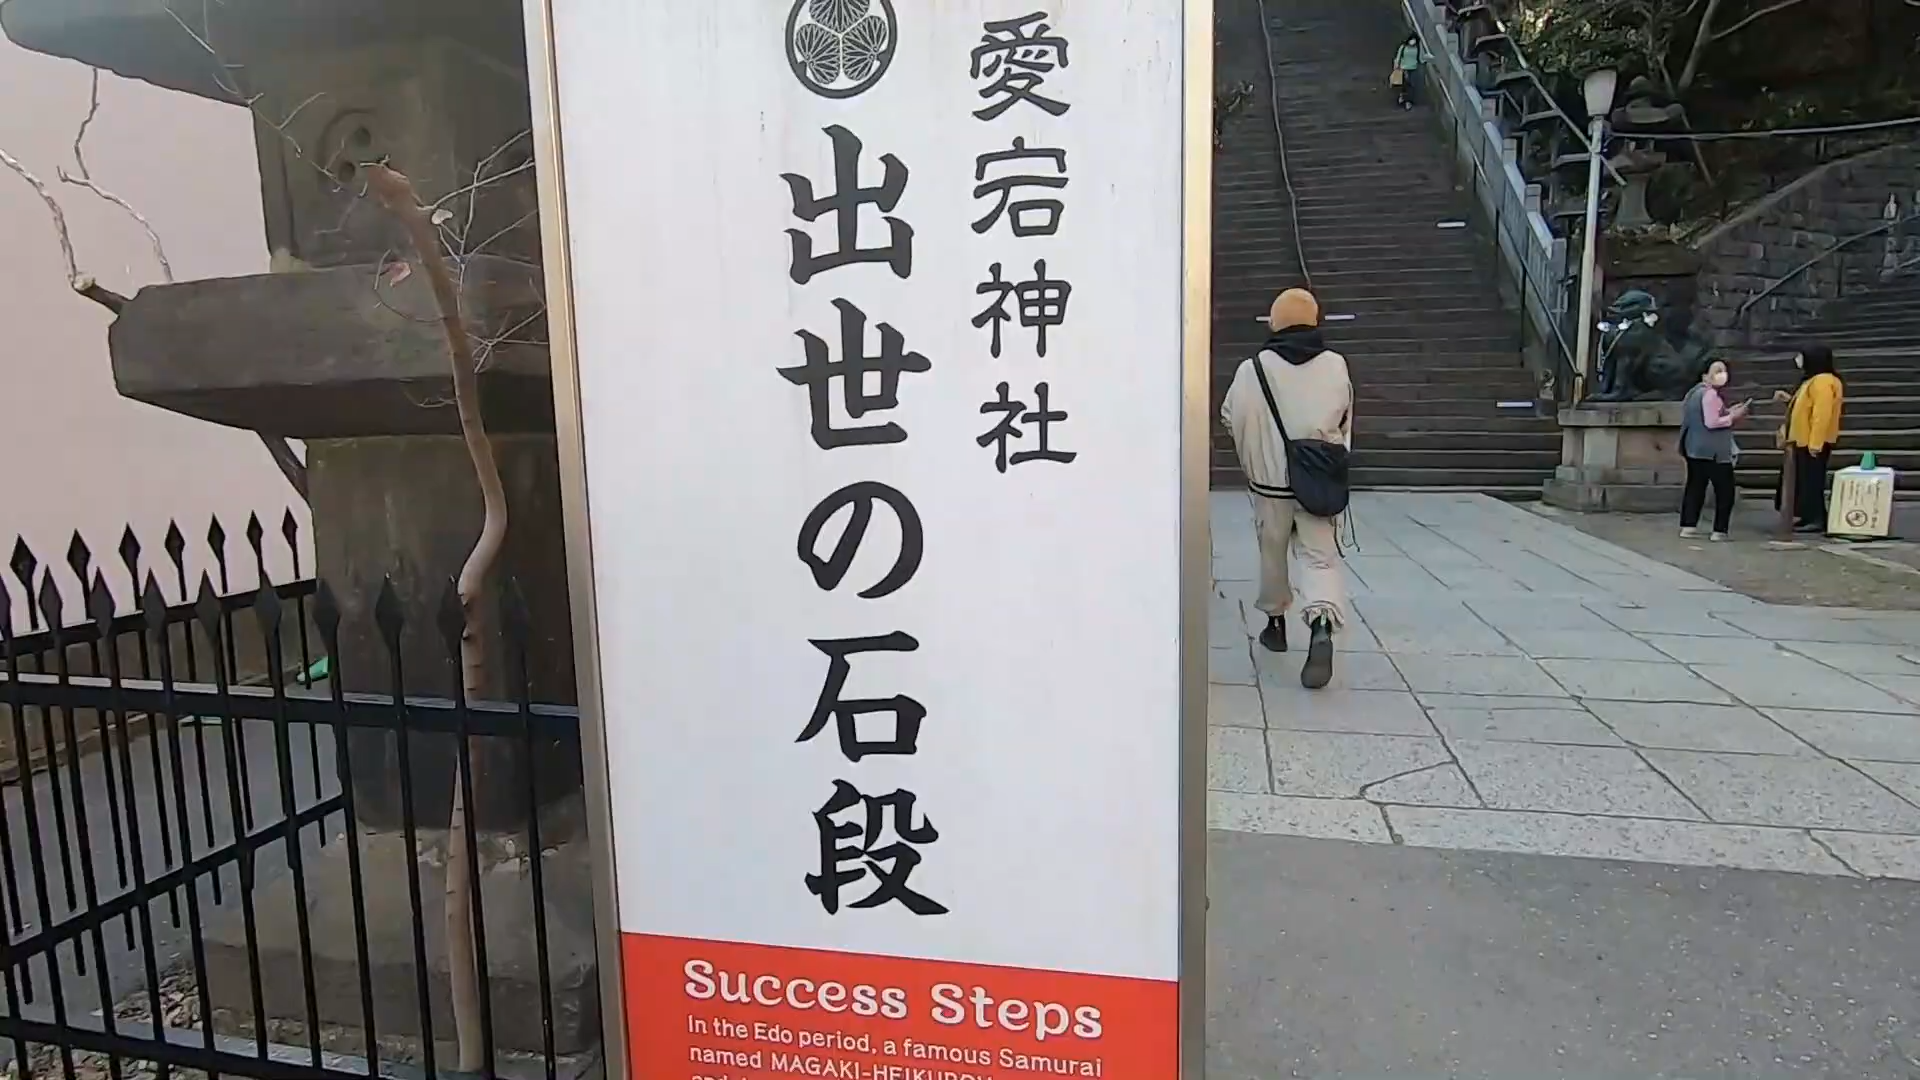 愛宕神社
出世の石段
Success Steps
In the Edo period, a famous Samurai
named MAGAKI-HEIKUROU